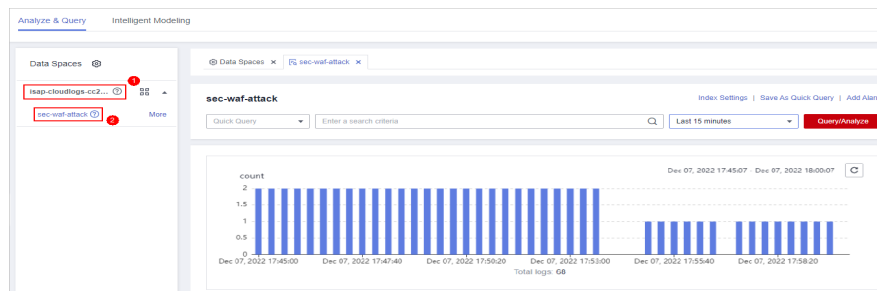 Analyze & Query Intelligent Modeling
Data Spaces
Data Spaces × sec-waf-attack ×
1
isap-cloudlogs-cc2...
sec-waf-attack More
2
sec-waf-attack
Index Settings | Save As Quick Query | Add Alar
Quick Query Enter a search criteria Last 15 minutes Query/Analyze
Dec 07, 2022 17:45:07 - Dec 07, 2022 18:00:07
count
2
1.5
1
0.5
0
Dec 07, 2022 17:45:00 Dec 07, 2022 17:47:40 Dec 07, 2022 17:50:20 Dec 07, 2022 17:53:00 Dec 07, 2022 17:55:40 Dec 07, 2022 17:58:20
Total logs: 68